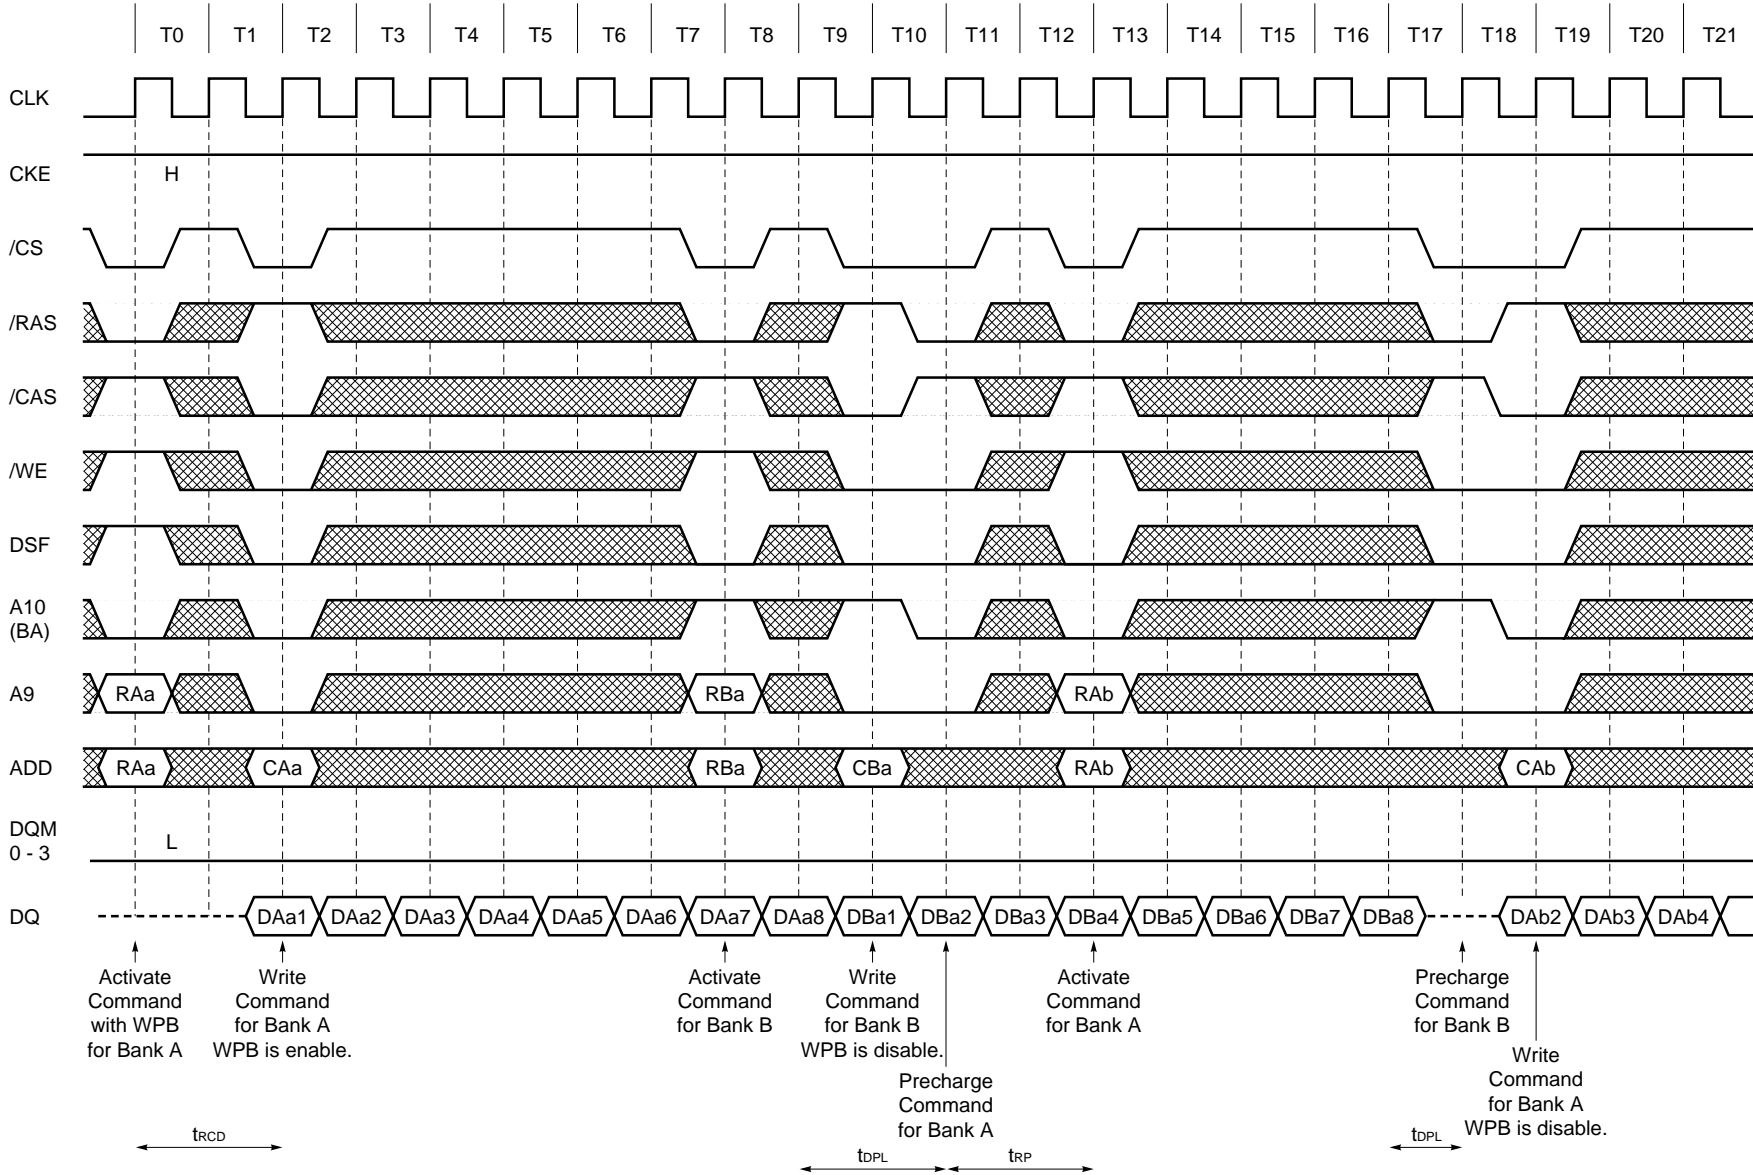 T0 T1 T2 T3 T4 T5 T6 T7 T8 T9 T10 T11 T12 T13 T14 T15 T16 T17 T18 T19 T20 T21
CLK
CKE H
/CS
/RAS
/CAS
/WE
DSF
A10
(BA)
A9 RAa RBa RAb
ADD RAa CAa RBa CBa RAb CAb
DQM
0 - 3 L
DQ DAa1 DAa2 DAa3 DAa4 DAa5 DAa6 DAa7 DAa8 DBa1 DBa2 DBa3 DBa4 DBa5 DBa6 DBa7 DBa8 DAb2 DAb3 DAb4
Activate
Command
with WPB
for Bank A
Write
Command
for Bank A
WPB is enable.
Activate
Command
for Bank B
Write
Command
for Bank B
WPB is disable.
Precharge
Command
for Bank A
Activate
Command
for Bank A
Precharge
Command
for Bank B
Write
Command
for Bank A
WPB is disable.
tRCD
tDPL
tRP
tDPL